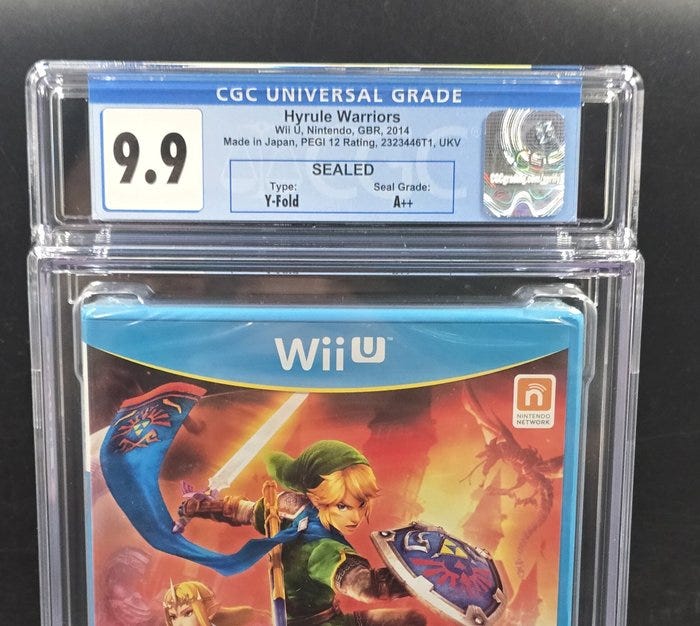 CGC UNIVERSAL GRADE
9.9
Hyrule Warriors
Wii U, Nintendo, GBR, 2014
Made in Japan, PEGI 12 Rating, 2323446T1, UKV
SEALED
Type: Seal Grade:
Y-Fold A++
Wii U™
NINTENDO
NETWORK